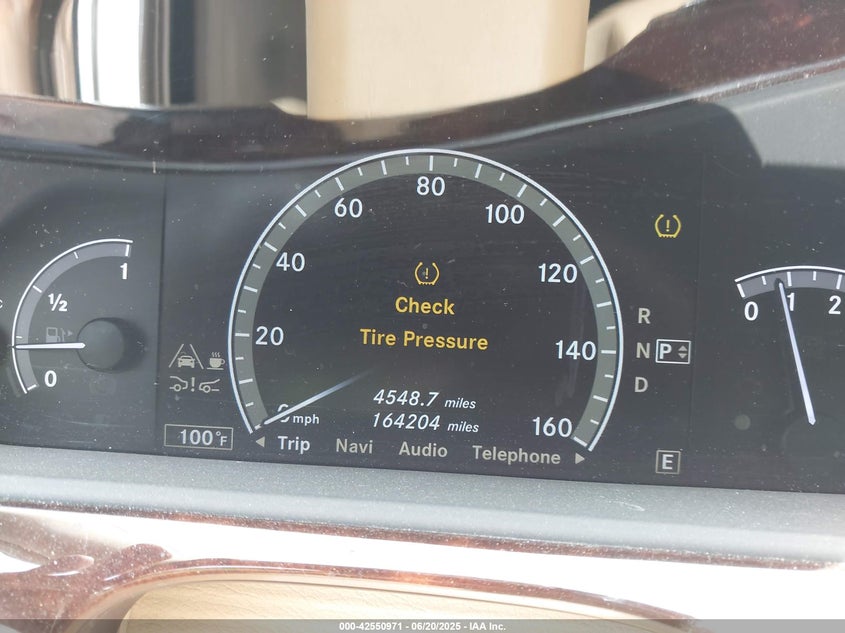 80
60
100
40
120
20
140
0 mph
160
Check
Tire Pressure
4548.7 miles
164204 miles
Trip Navi Audio Telephone
100°F
1
½
0
R
N P
D
E
0 1 2
000-42550971 - 06/20/2025 - IAA Inc.